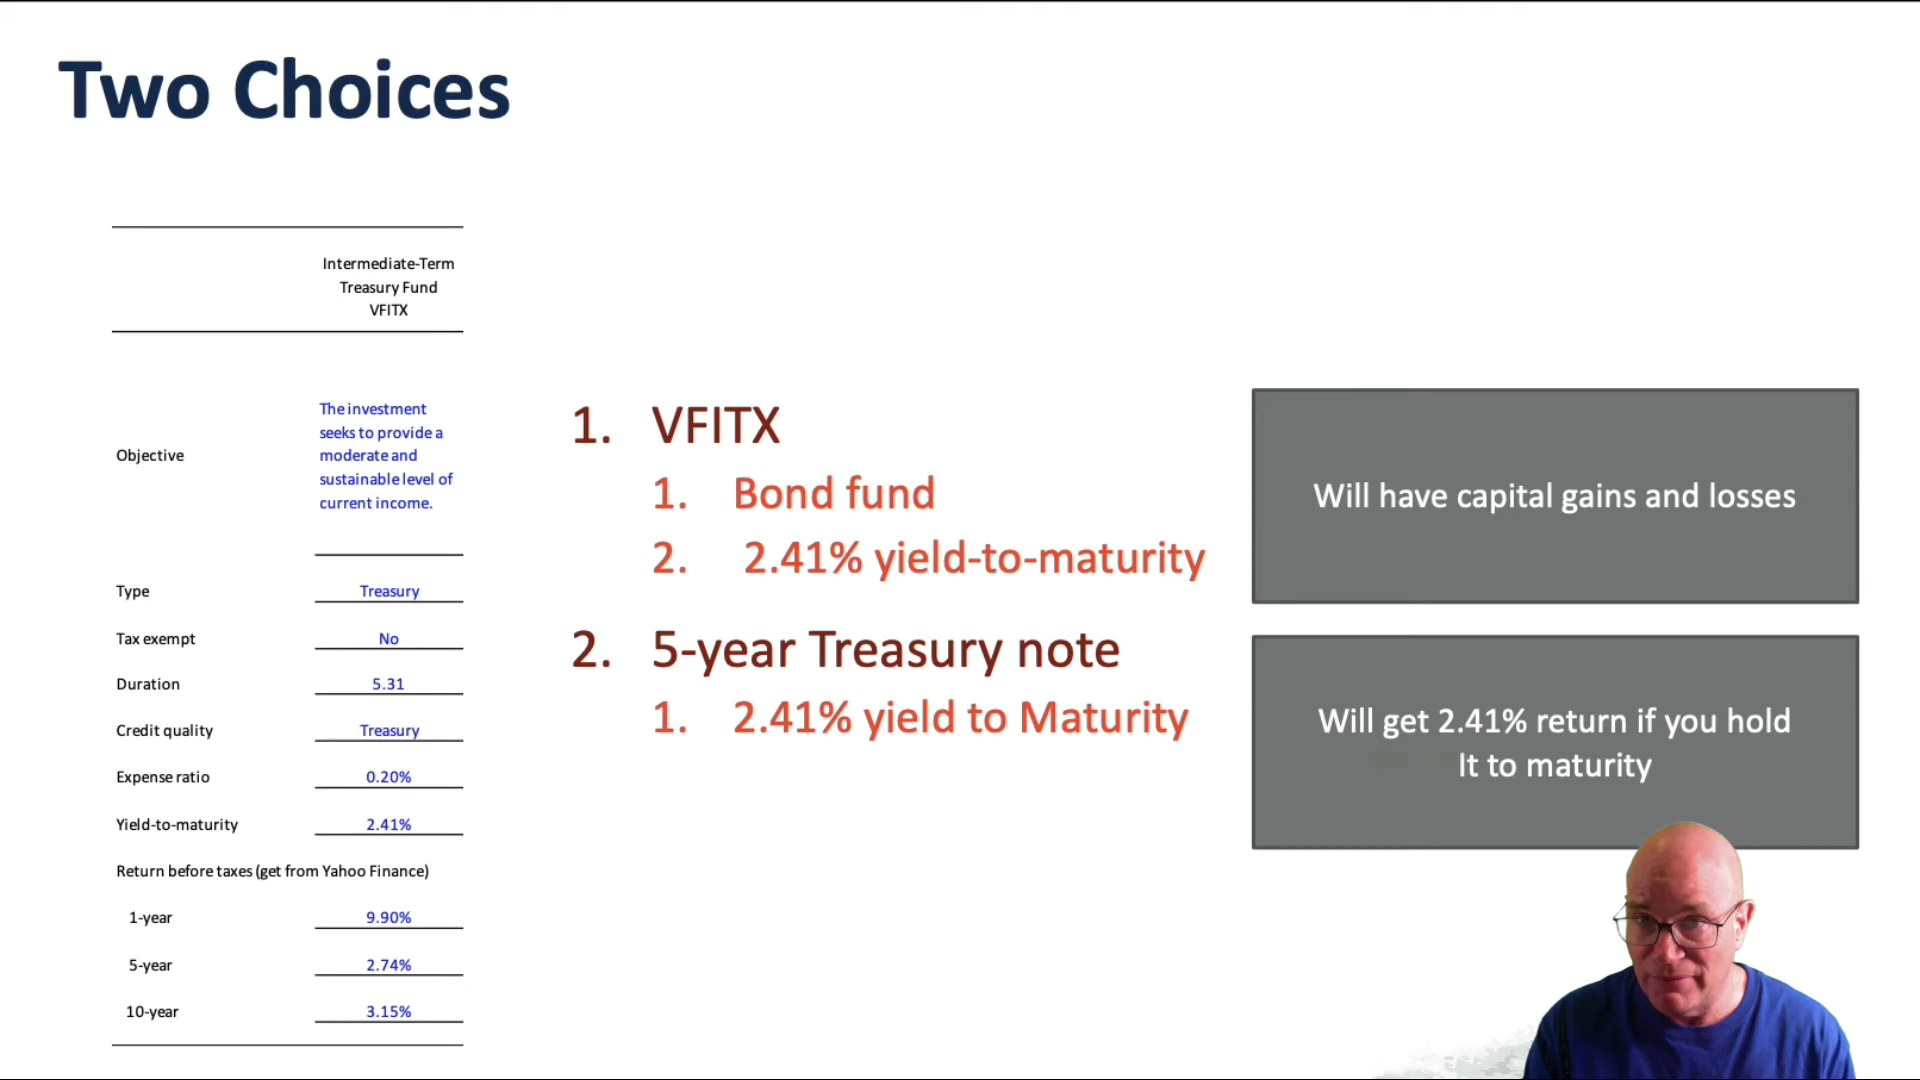 Two Choices
Intermediate-Term
Treasury Fund
VFITX
Objective
The investment
seeks to provide a
moderate and
sustainable level of
current income.
Type Treasury
Tax exempt No
Duration 5.31
Credit quality Treasury
Expense ratio 0.20%
Yield-to-maturity 2.41%
Return before taxes (get from Yahoo Finance)
1-year 9.90%
5-year 2.74%
10-year 3.15%
1. VFITX
1. Bond fund
2. 2.41% yield-to-maturity
2. 5-year Treasury note
1. 2.41% yield to Maturity
Will have capital gains and losses
Will get 2.41% return if you hold
It to maturity